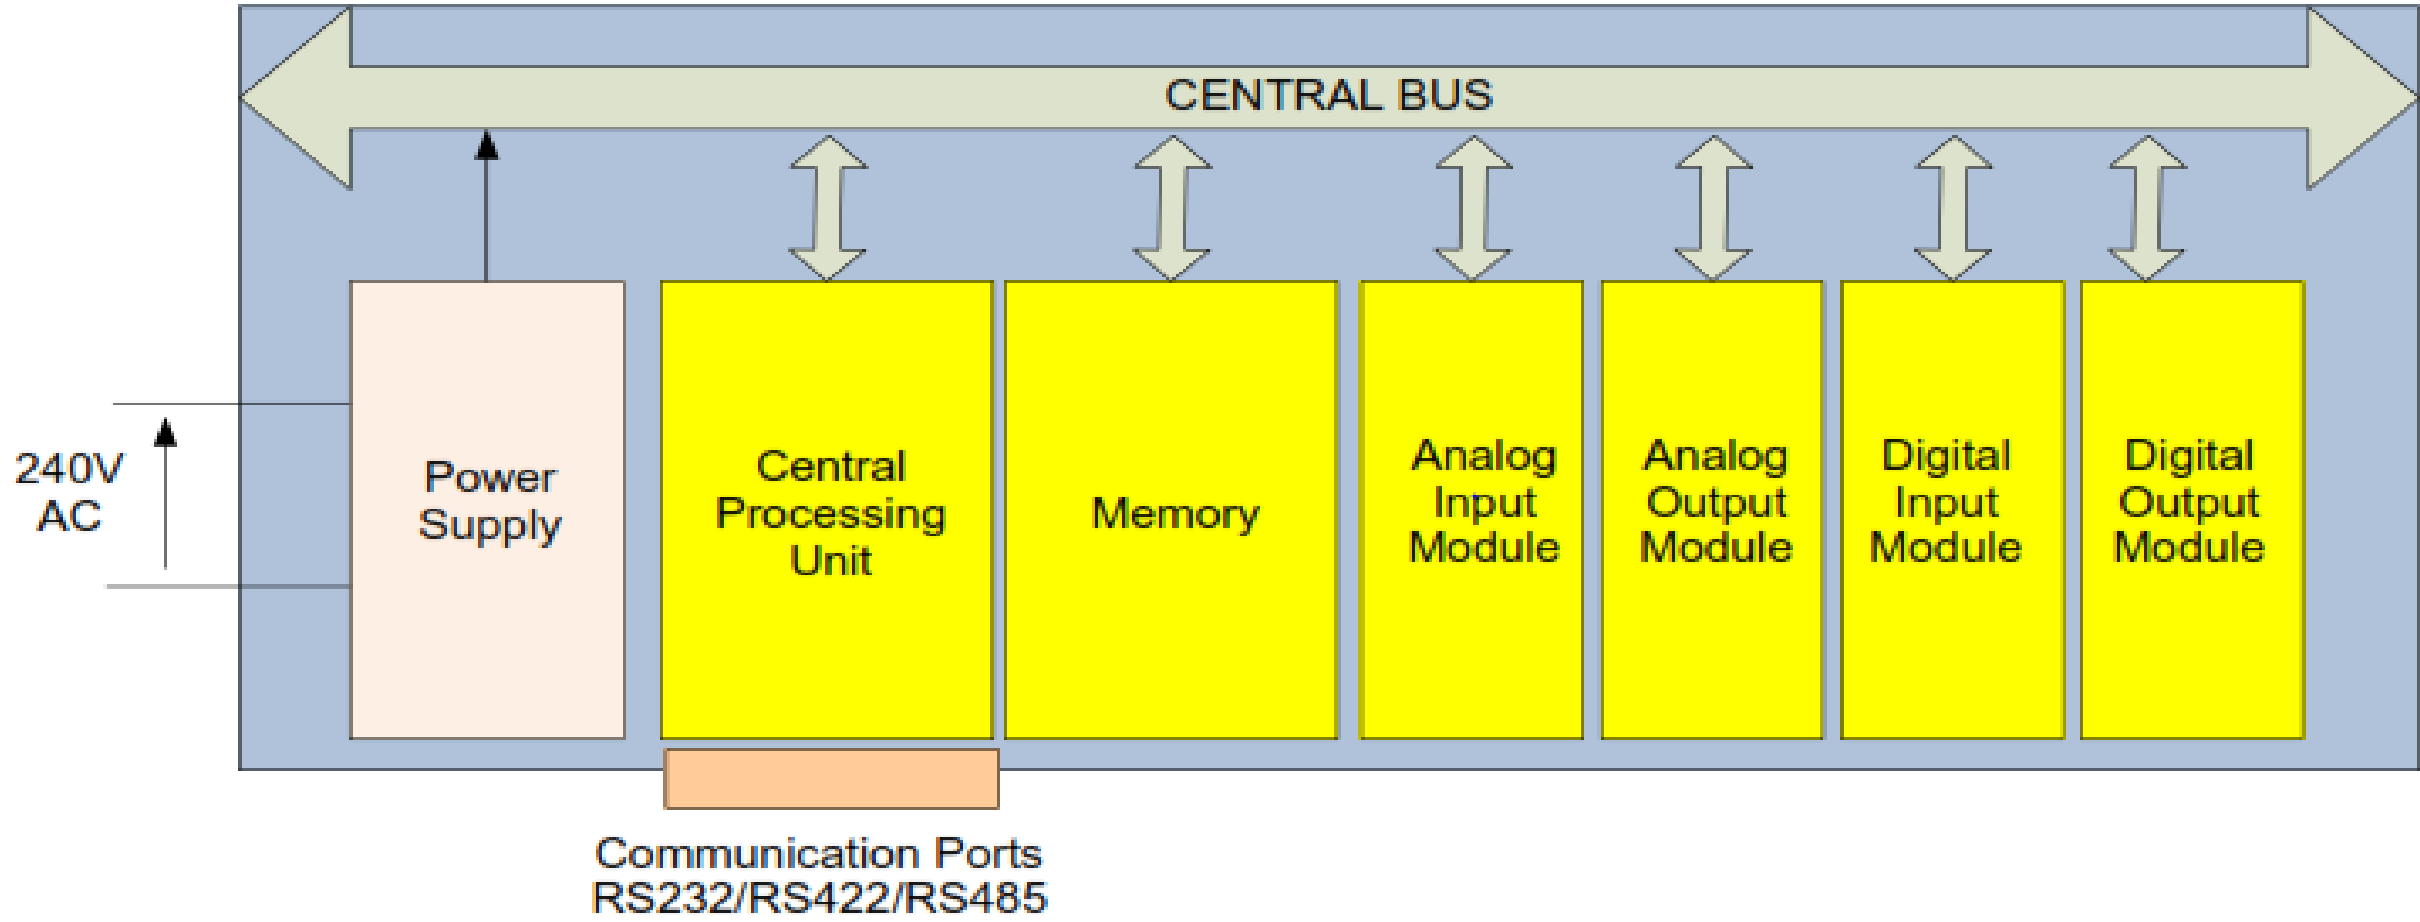 CENTRAL BUS
240V
AC
Power
Supply
Central
Processing
Unit
Memory
Analog
Input
Module
Analog
Output
Module
Digital
Input
Module
Digital
Output
Module
Communication Ports
RS232/RS422/RS485